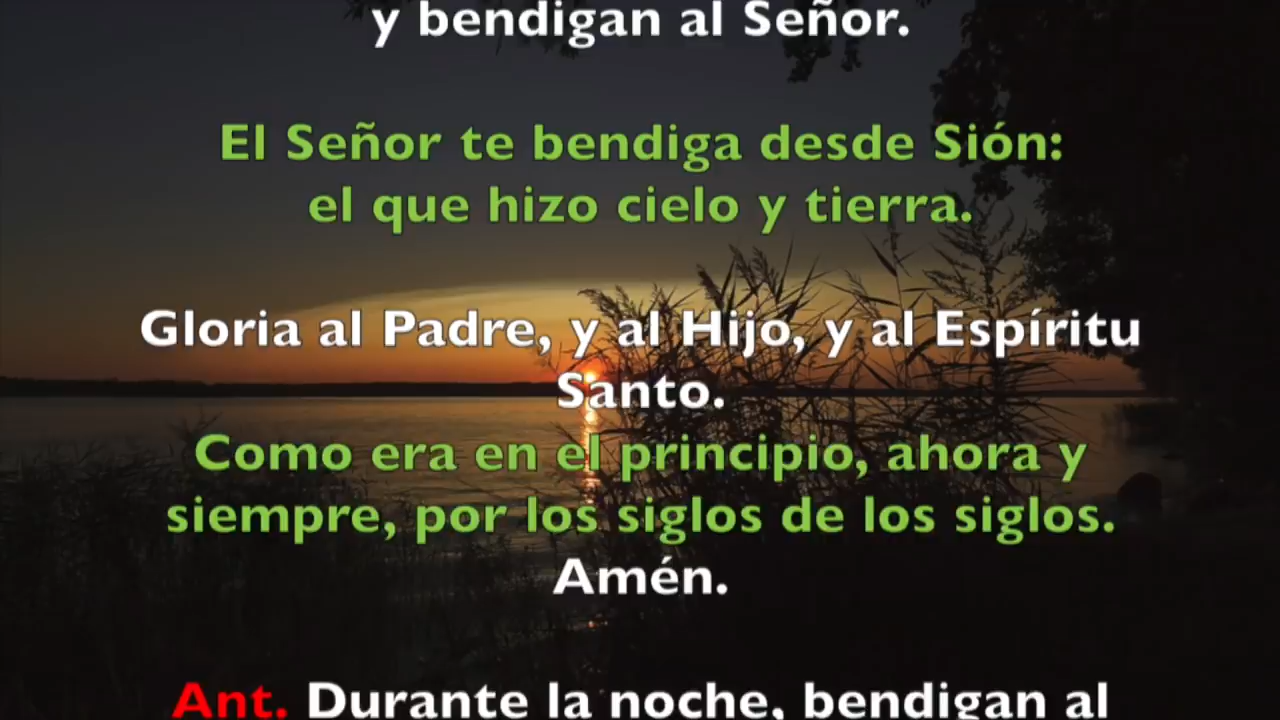 y bendigan al Señor.
El Señor te bendiga desde Sión:
el que hizo cielo y tierra.
Gloria al Padre, y al Hijo, y al Espíritu
Santo.
Como era en el principio, ahora y
siempre, por los siglos de los siglos.
Amén.
Ant. Durante la noche, bendigan al